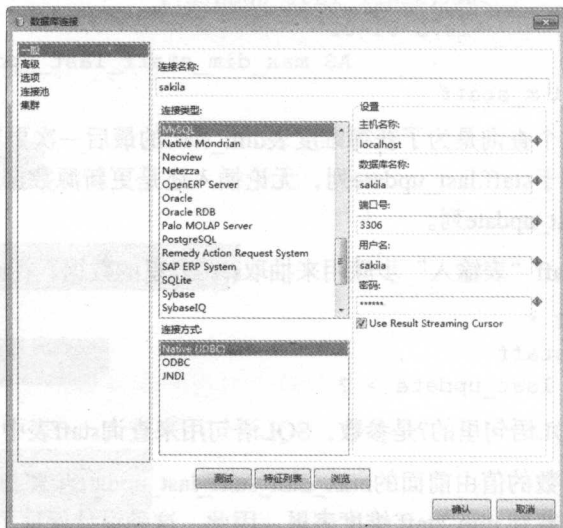 数据库连接
一般
高级
选项
连接池
集群
连接名称:
sakila
连接类型:
MySQL
Native Mondrian
Neoview
Netezza
OpenERP Server
Oracle
Oracle RDB
Palo MOLAP Server
PostgreSQL
Remedy Action Request System
SAP ERP System
SQLite
Sybase
SybaseIQ
连接方式:
Native (JDBC)
ODBC
JNDI
设置
主机名称:
localhost
数据库名称:
sakila
端口号:
3306
用户名:
sakila
密码:
******
Use Result Streaming Cursor
测试
特征列表
浏览
确认
取消